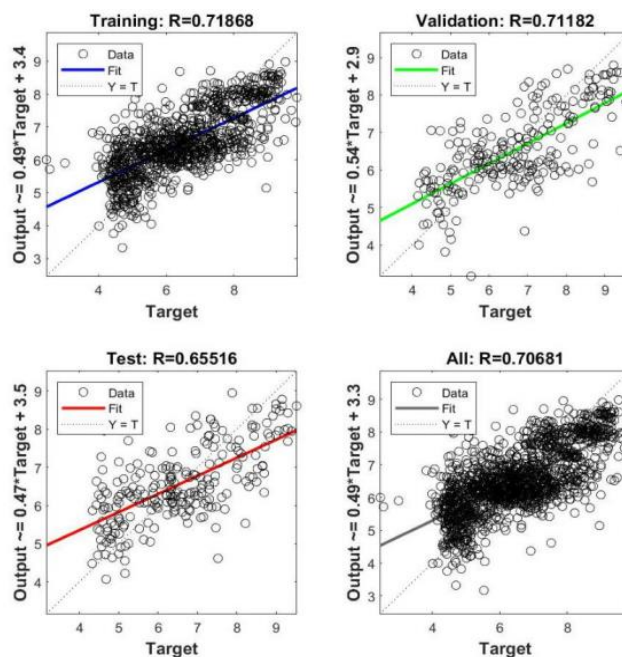 Training: R=0.71868
Output ~= 0.49*Target + 3.4
Data
Fit
Y = T
9
8
7
6
5
4
3
4 6 8
Target
Validation: R=0.71182
Output ~= 0.54*Target + 2.9
Data
Fit
Y = T
9
8
7
6
5
4
4 5 6 7 8 9
Target
Test: R=0.65516
Output ~= 0.47*Target + 3.5
Data
Fit
Y = T
9
8
7
6
5
4
4 5 6 7 8 9
Target
All: R=0.70681
Output ~= 0.49*Target + 3.3
Data
Fit
Y = T
9
8
7
6
5
4
3
4 6 8
Target